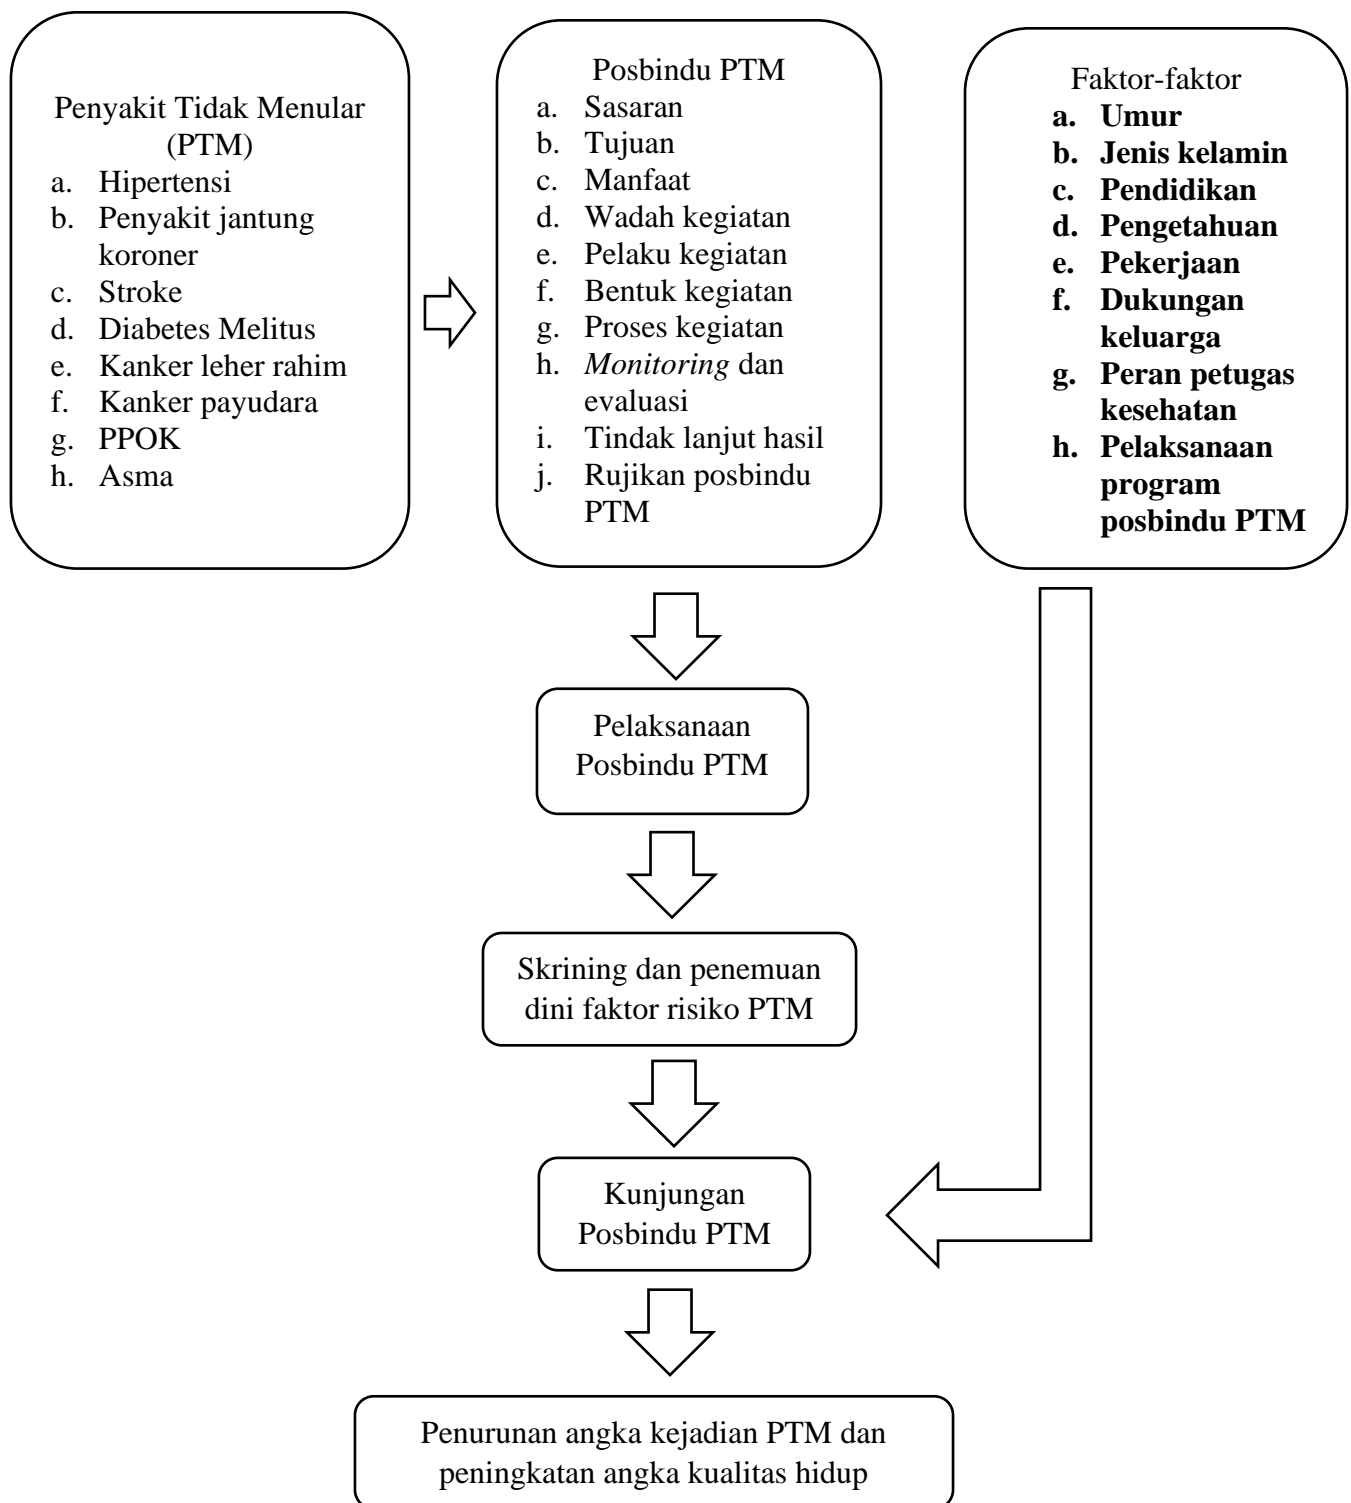 Penyakit Tidak Menular
(PTM)
a. Hipertensi
b. Penyakit jantung
koroner
c. Stroke
d. Diabetes Melitus
e. Kanker leher rahim
f. Kanker payudara
g. PPOK
h. Asma
Posbindu PTM
a. Sasaran
b. Tujuan
c. Manfaat
d. Wadah kegiatan
e. Pelaku kegiatan
f. Bentuk kegiatan
g. Proses kegiatan
h. Monitoring dan
evaluasi
i. Tindak lanjut hasil
j. Rujikan posbindu
PTM
Faktor-faktor
a. Umur
b. Jenis kelamin
c. Pendidikan
d. Pengetahuan
e. Pekerjaan
f. Dukungan
keluarga
g. Peran petugas
kesehatan
h. Pelaksanaan
program
posbindu PTM
Pelaksanaan
Posbindu PTM
Skrining dan penemuan
dini faktor risiko PTM
Kunjungan
Posbindu PTM
Penurunan angka kejadian PTM dan
peningkatan angka kualitas hidup